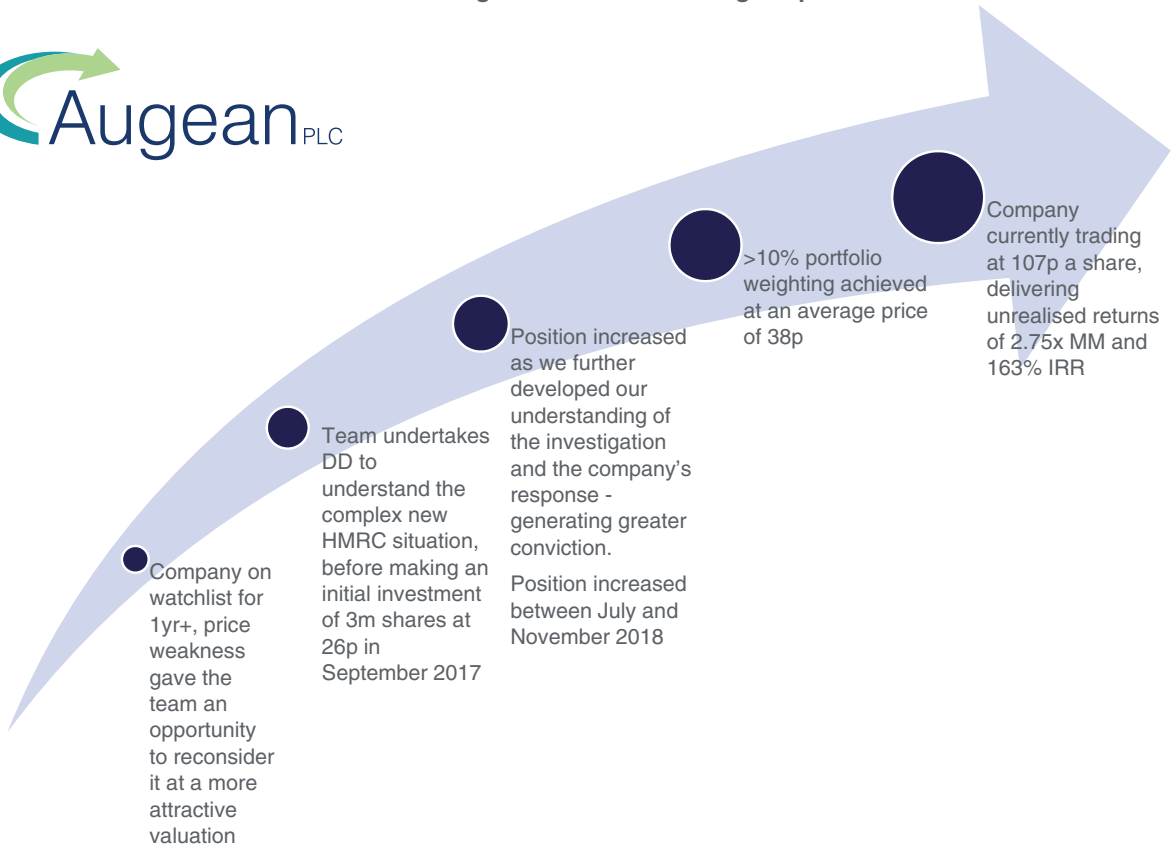 Augean PLC
Company on
watchlist for
1yr+, price
weakness
gave the
team an
opportunity
to reconsider
it at a more
attractive
valuation
Team undertakes
DD to
understand the
complex new
HMRC situation,
before making an
initial investment
of 3m shares at
26p in
September 2017
Position increased
as we further
developed our
understanding of
the investigation
and the company’s
response -
generating greater
conviction.
Position increased
between July and
November 2018
>10% portfolio
weighting achieved
at an average price
of 38p
Company
currently trading
at 107p a share,
delivering
unrealised returns
of 2.75x MM and
163% IRR